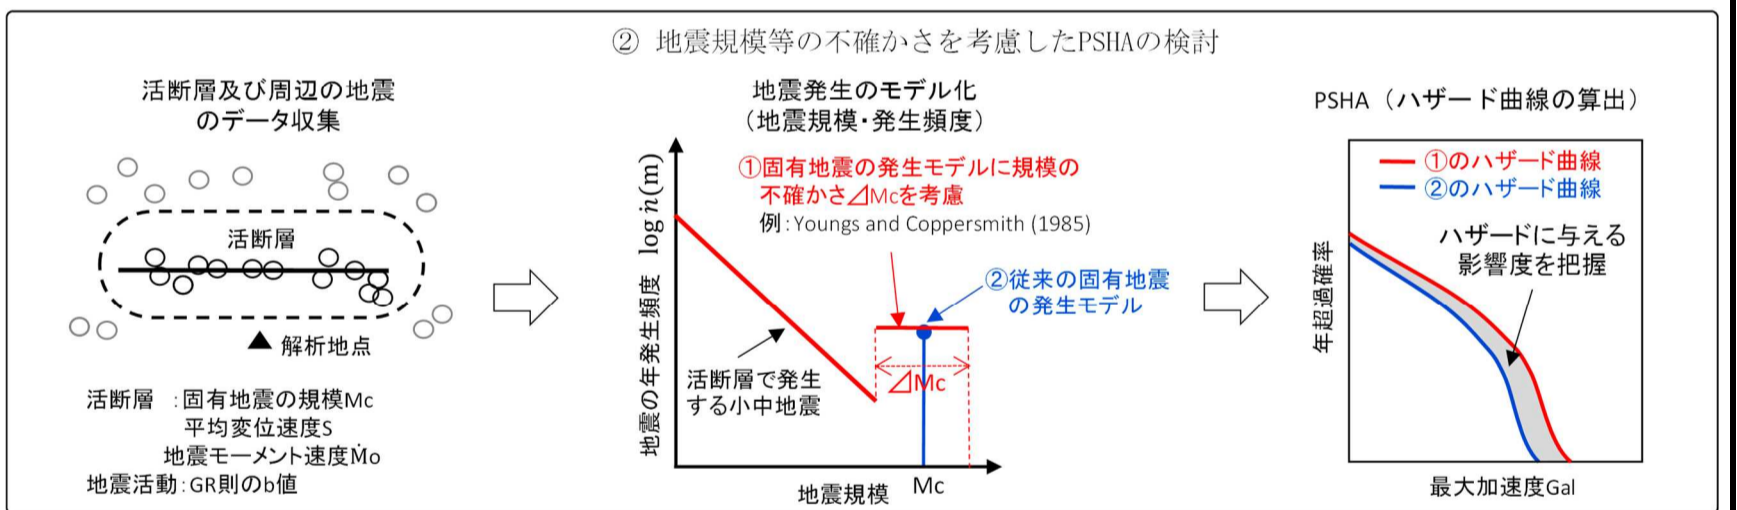 ② 地震規模等の不確かさを考慮したPSHAの検討
活断層及び周辺の地震
のデータ収集
活断層
解析地点
活断層 :固有地震の規模Mc
平均変位速度S
地震モーメント速度Ṁo
地震活動:GR則のb値
地震発生のモデル化
(地震規模・発生頻度)
地震の年発生頻度 log ṅ(m)
①固有地震の発生モデルに規模の
不確かさ⊿Mcを考慮
例:Youngs and Coppersmith (1985)
②従来の固有地震
の発生モデル
活断層で発生
する小中地震
⊿Mc
地震規模
Mc
PSHA(ハザード曲線の算出)
①のハザード曲線
②のハザード曲線
ハザードに与える
影響度を把握
年超過確率
最大加速度Gal